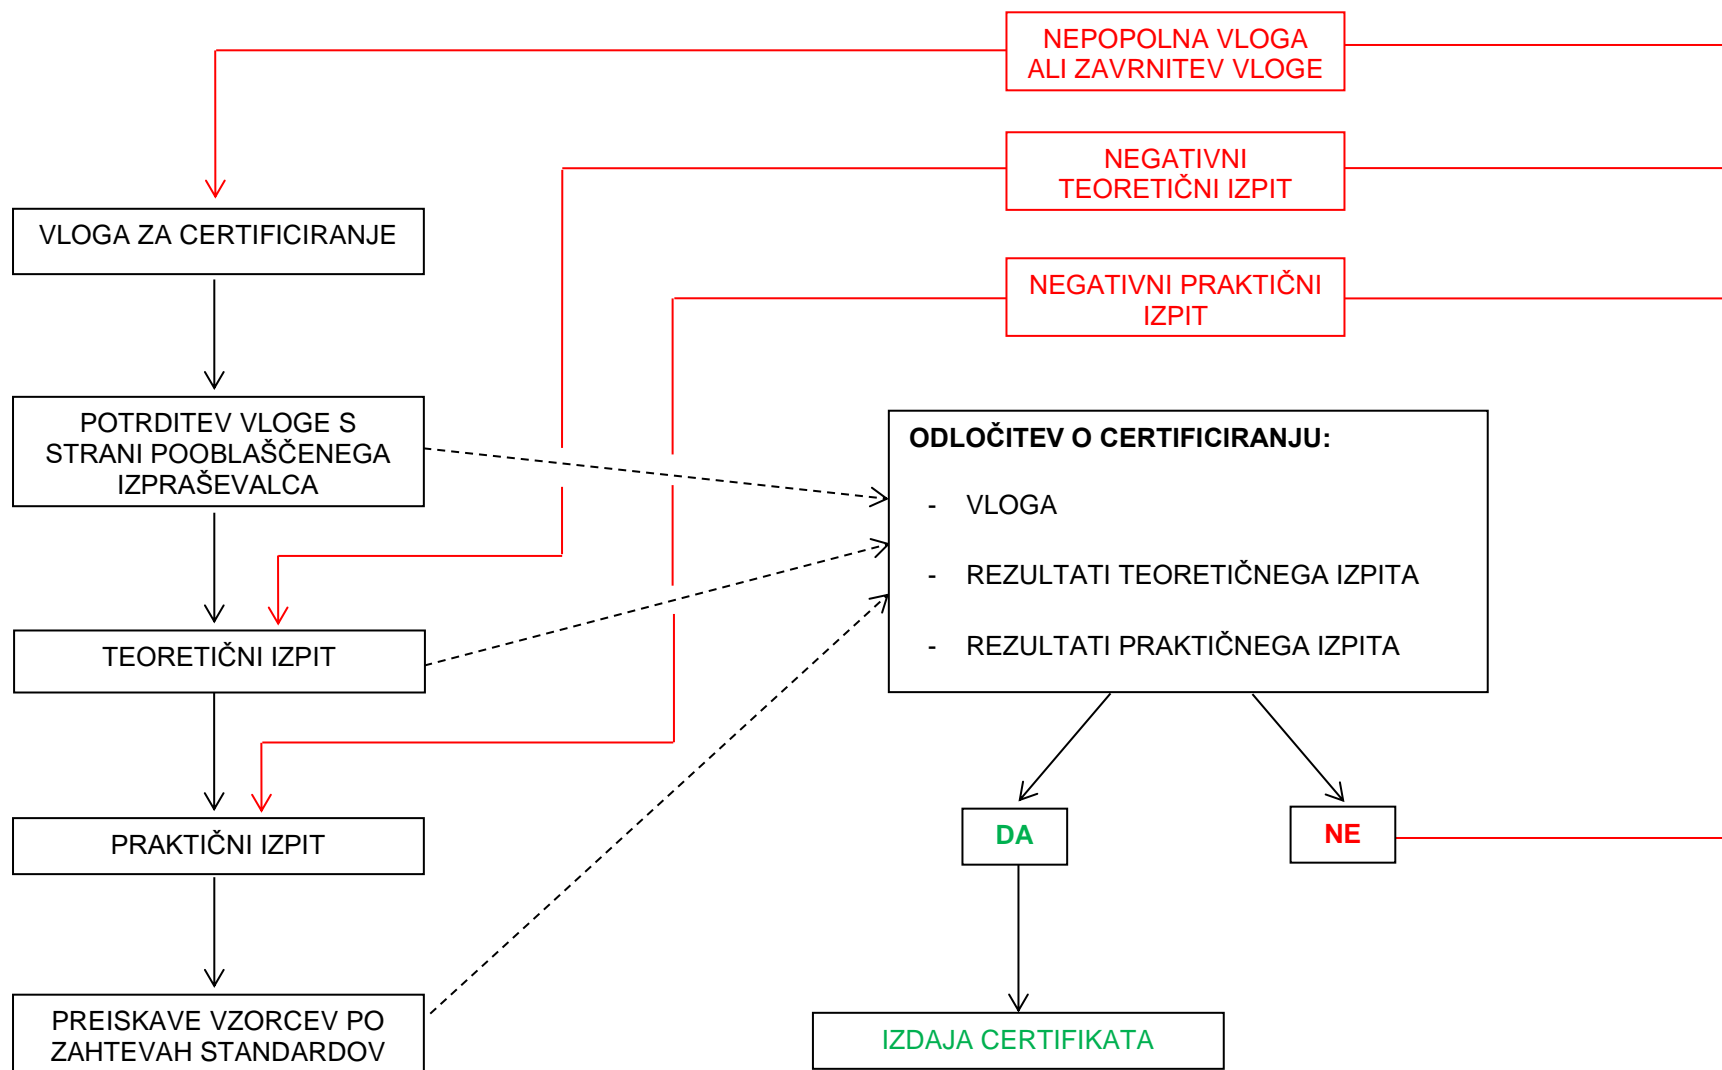 NEPOPOLNA VLOGA
ALI ZAVRNITEV VLOGE
NEGATIVNI
TEORETIČNI IZPIT
VLOGA ZA CERTIFICIRANJE
NEGATIVNI PRAKTIČNI
IZPIT
POTRDITEV VLOGE S
STRANI POOBLAŠČENEGA
IZPRAŠEVALCA
ODLOČITEV O CERTIFICIRANJU:
- VLOGA
- REZULTATI TEORETIČNEGA IZPITA
- REZULTATI PRAKTIČNEGA IZPITA
TEORETIČNI IZPIT
PRAKTIČNI IZPIT
DA
NE
PREISKAVE VZORCEV PO
ZAHTEVAH STANDARDOV
IZDAJA CERTIFIKATA